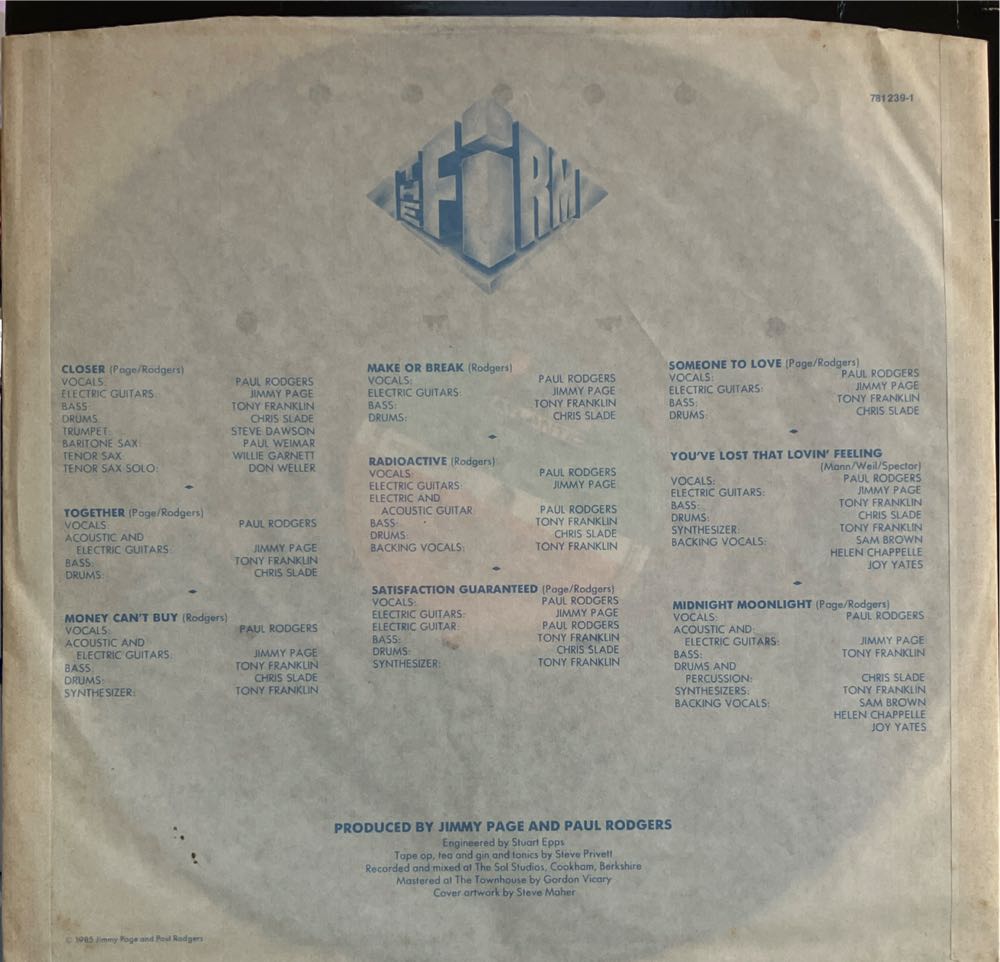 781239-1
THE FIRM
CLOSER (Page/Rodgers)
VOCALS: PAUL RODGERS
ELECTRIC GUITARS: JIMMY PAGE
BASS: TONY FRANKLIN
DRUMS: CHRIS SLADE
TRUMPET: STEVE DAWSON
BARITONE SAX: PAUL WEIMAR
TENOR SAX: WILLIE GARNETT
TENOR SAX SOLO: DON WELLER
TOGETHER (Page/Rodgers)
VOCALS: PAUL RODGERS
ACOUSTIC AND
ELECTRIC GUITARS: JIMMY PAGE
BASS: TONY FRANKLIN
DRUMS: CHRIS SLADE
MONEY CAN'T BUY (Rodgers)
VOCALS: PAUL RODGERS
ACOUSTIC AND
ELECTRIC GUITARS: JIMMY PAGE
BASS: TONY FRANKLIN
DRUMS: CHRIS SLADE
SYNTHESIZER: TONY FRANKLIN
MAKE OR BREAK (Rodgers)
VOCALS: PAUL RODGERS
ELECTRIC GUITARS: JIMMY PAGE
BASS: TONY FRANKLIN
DRUMS: CHRIS SLADE
RADIOACTIVE (Rodgers)
VOCALS: PAUL RODGERS
ELECTRIC GUITARS: JIMMY PAGE
ELECTRIC AND
ACOUSTIC GUITAR: PAUL RODGERS
BASS: TONY FRANKLIN
DRUMS: CHRIS SLADE
BACKING VOCALS: TONY FRANKLIN
SATISFACTION GUARANTEED (Page/Rodgers)
VOCALS: PAUL RODGERS
ELECTRIC GUITARS: JIMMY PAGE
ELECTRIC GUITAR: PAUL RODGERS
BASS: TONY FRANKLIN
DRUMS: CHRIS SLADE
SYNTHESIZER: TONY FRANKLIN
SOMEONE TO LOVE (Page/Rodgers)
VOCALS: PAUL RODGERS
ELECTRIC GUITARS: JIMMY PAGE
BASS: TONY FRANKLIN
DRUMS: CHRIS SLADE
YOU'VE LOST THAT LOVIN' FEELING
(Mann/Weil/Spector)
VOCALS: PAUL RODGERS
ELECTRIC GUITARS: JIMMY PAGE
BASS: TONY FRANKLIN
DRUMS: CHRIS SLADE
SYNTHESIZER: TONY FRANKLIN
BACKING VOCALS: SAM BROWN
HELEN CHAPPELLE
JOY YATES
MIDNIGHT MOONLIGHT (Page/Rodgers)
VOCALS: PAUL RODGERS
ACOUSTIC AND
ELECTRIC GUITARS: JIMMY PAGE
BASS: TONY FRANKLIN
DRUMS AND
PERCUSSION: CHRIS SLADE
SYNTHESIZERS: TONY FRANKLIN
BACKING VOCALS: SAM BROWN
HELEN CHAPPELLE
JOY YATES
PRODUCED BY JIMMY PAGE AND PAUL RODGERS
Engineered by Stuart Epps
Tape op, tea and gin and tonics by Steve Privett
Recorded and mixed at The Sol Studios, Cookham, Berkshire
Mastered at The Townhouse by Gordon Vicary
Cover artwork by Steve Maher
© 1985 Jimmy Page and Paul Rodgers